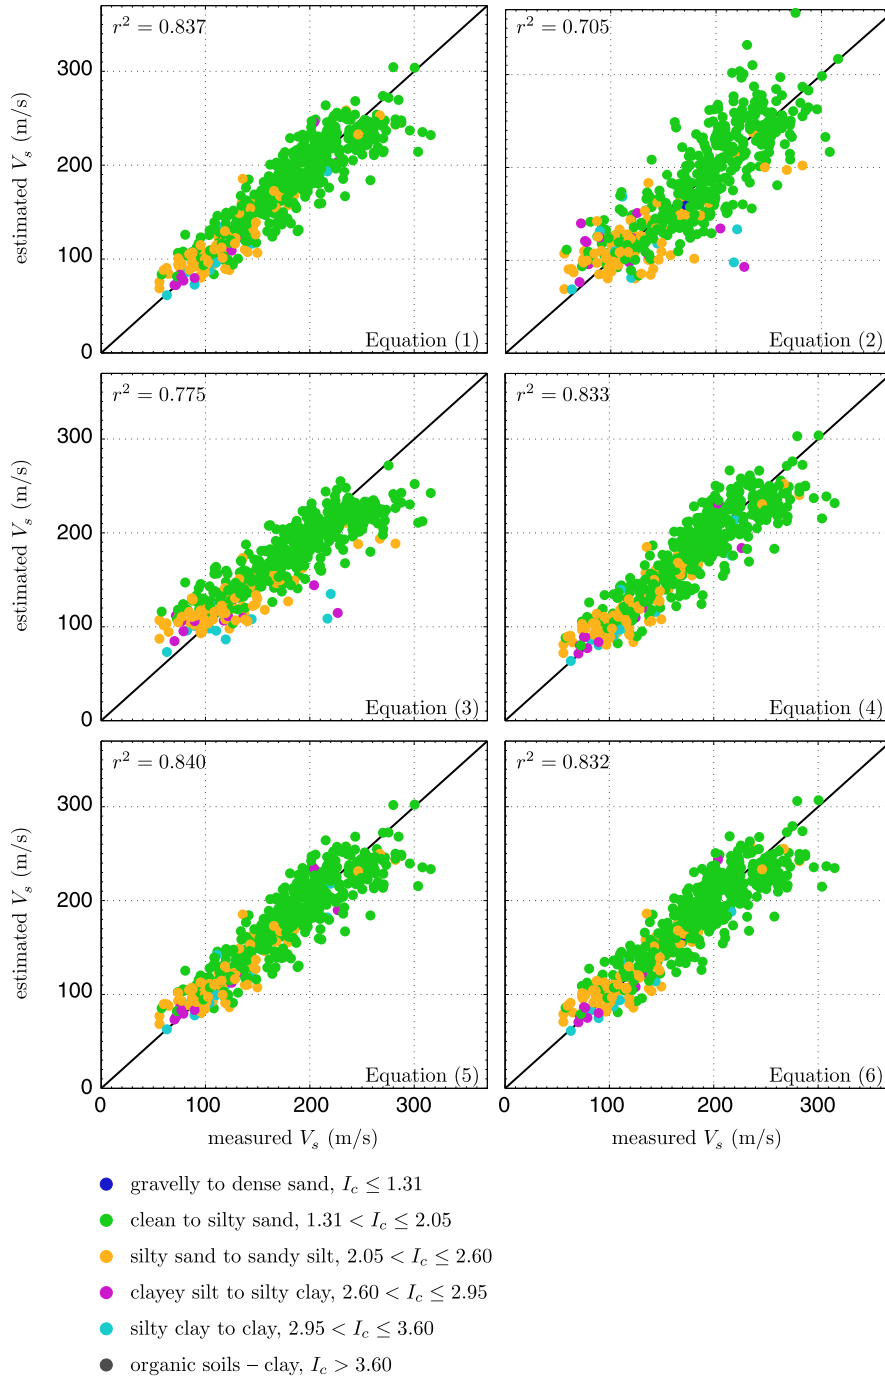 r² = 0.837
r² = 0.705
300
200
100
0
estimated Vₛ (m/s)
Equation (1)
Equation (2)
r² = 0.775
r² = 0.833
300
200
100
0
estimated Vₛ (m/s)
Equation (3)
Equation (4)
r² = 0.840
r² = 0.832
300
200
100
0
estimated Vₛ (m/s)
Equation (5)
Equation (6)
0 100 200 300
0 100 200 300
measured Vₛ (m/s)
measured Vₛ (m/s)
gravelly to dense sand, I_c ≤ 1.31
clean to silty sand, 1.31 < I_c ≤ 2.05
silty sand to sandy silt, 2.05 < I_c ≤ 2.60
clayey silt to silty clay, 2.60 < I_c ≤ 2.95
silty clay to clay, 2.95 < I_c ≤ 3.60
organic soils – clay, I_c > 3.60